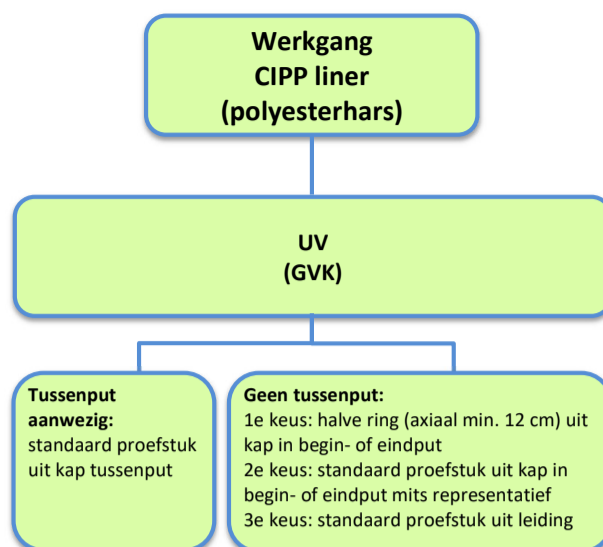 Werkgang
CIPP liner
(polyesterhars)
UV
(GVK)
Tussenput
aanwezig:
standaard proefstuk
uit kap tussenput
Geen tussenput:
1e keus: halve ring (axiaal min. 12 cm) uit
kap in begin- of eindput
2e keus: standaard proefstuk uit kap in
begin- of eindput mits representatief
3e keus: standaard proefstuk uit leiding